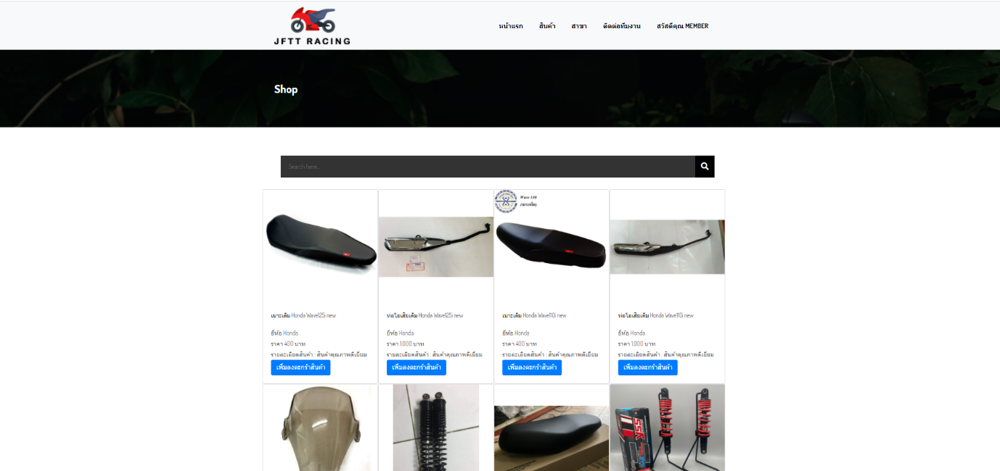 JFTT RACING
หน้าแรก
สินค้า
สาขา
ติดต่อทีมงาน
สวัสดีคุณ MEMBER
Shop
Search here...
Wave 110
เบาะเดิม Honda Wave125i new
ยี่ห้อ Honda
ราคา 400 บาท
รายละเอียดสินค้า : สินค้าคุณภาพดีเยี่ยม
เพิ่มลงตะกร้าสินค้า
ท่อไอเสียเดิม Honda Wave125i new
ยี่ห้อ Honda
ราคา 1,000 บาท
รายละเอียดสินค้า : สินค้าคุณภาพดีเยี่ยม
เพิ่มลงตะกร้าสินค้า
เบาะเดิม Honda Wave110i new
ยี่ห้อ Honda
ราคา 400 บาท
รายละเอียดสินค้า : สินค้าคุณภาพดีเยี่ยม
เพิ่มลงตะกร้าสินค้า
ท่อไอเสียเดิม Honda Wave110i new
ยี่ห้อ Honda
ราคา 1,000 บาท
รายละเอียดสินค้า : สินค้าคุณภาพดีเยี่ยม
เพิ่มลงตะกร้าสินค้า
SSR